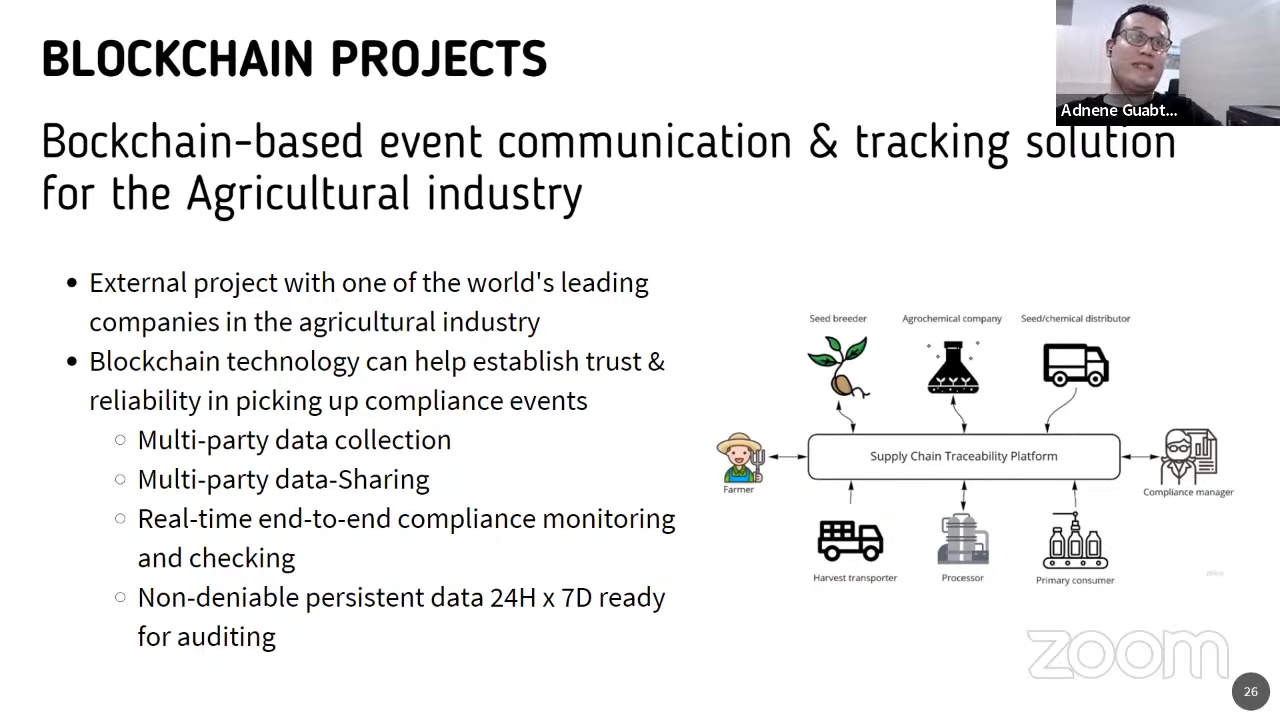 BLOCKCHAIN PROJECTS
Adnene Guabt...
Bockchain-based event communication & tracking solution
for the Agricultural industry
• External project with one of the world's leading
companies in the agricultural industry
• Blockchain technology can help establish trust &
reliability in picking up compliance events
○ Multi-party data collection
○ Multi-party data-Sharing
○ Real-time end-to-end compliance monitoring
and checking
○ Non-deniable persistent data 24H x 7D ready
for auditing
Seed breeder
Agrochemical company
Seed/chemical distributor
Farmer
Supply Chain Traceability Platform
Compliance manager
Harvest transporter
Processor
Primary consumer
zoom
26